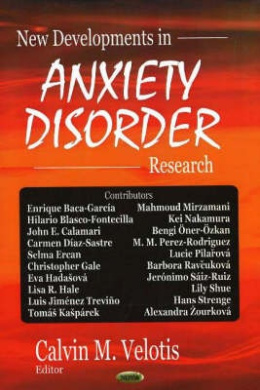 New Developments in
ANXIETY
DISORDER
Research
Contributors
Enrique Baca-García
Hilario Blasco-Fontecilla
John E. Calamari
Carmen Díaz-Sastre
Selma Ercan
Christopher Gale
Eva Hadašová
Lisa R. Hale
Luis Jiménez Treviño
Tomáš Kašpárek
Mahmoud Mirzamani
Kei Nakamura
Bengi Öner-Özkan
M. M. Perez-Rodriguez
Lucie Pilařová
Barbora Ravčuková
Jerónimo Sáiz-Ruiz
Lily Shue
Hans Strenge
Alexandra Žourková
Calvin M. Velotis
Editor